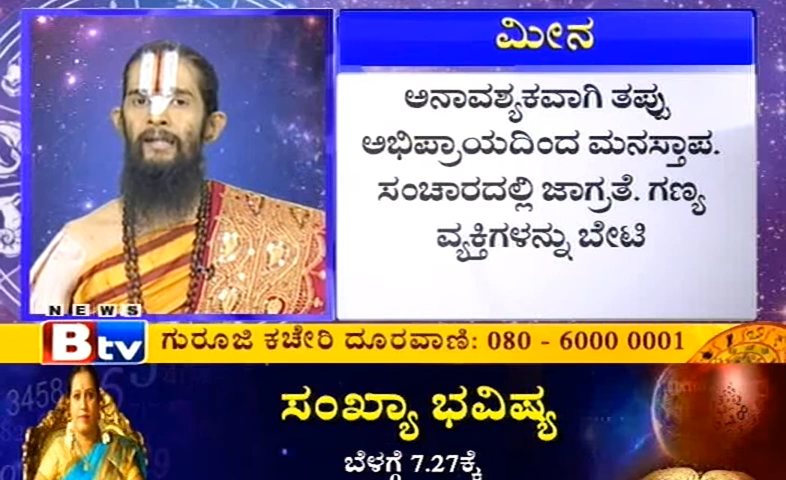 ಮೀನ
ಅನಾವಶ್ಯಕವಾಗಿ ತಪ್ಪು
ಅಭಿಪ್ರಾಯದಿಂದ ಮನಸ್ತಾಪ.
ಸಂಚಾರದಲ್ಲಿ ಜಾಗ್ರತೆ. ಗಣ್ಯ
ವ್ಯಕ್ತಿಗಳನ್ನು ಬೇಟಿ
NEWS
Btv
ಗುರೂಜಿ ಕಚೇರಿ ದೂರವಾಣಿ: 080 - 6000 0001
3458
ಸಂಖ್ಯಾ ಭವಿಷ್ಯ
ಬೆಳಗ್ಗೆ 7.27ಕ್ಕೆ